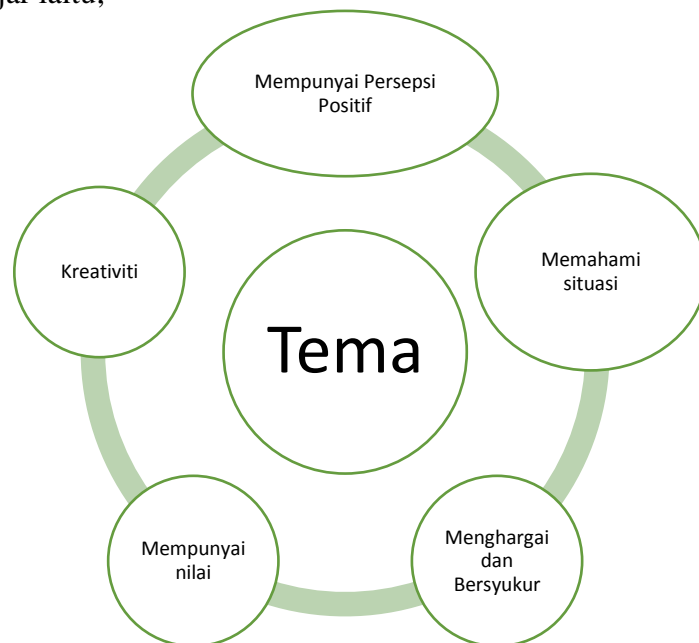 Mempunyai Persepsi
Positif
Memahami
situasi
Kreativiti
Tema
Menghargai
dan
Bersyukur
Mempunyai
nilai